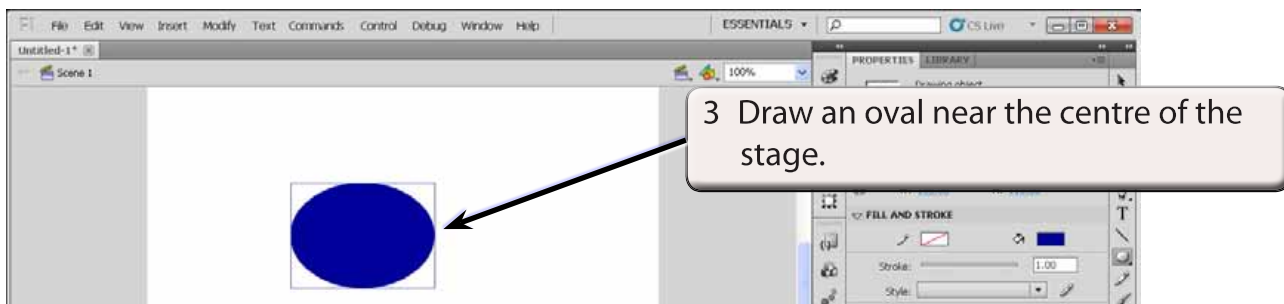 Fl File Edit View Insert Modify Text Commands Control Debug Window Help ESSENTIALS CS Live
Untitled-1*
Scene 1 100%
PROPERTIES LIBRARY
Drawing object
3 Draw an oval near the centre of the
stage.
FILL AND STROKE
T
Stroke: 1.00
Style: